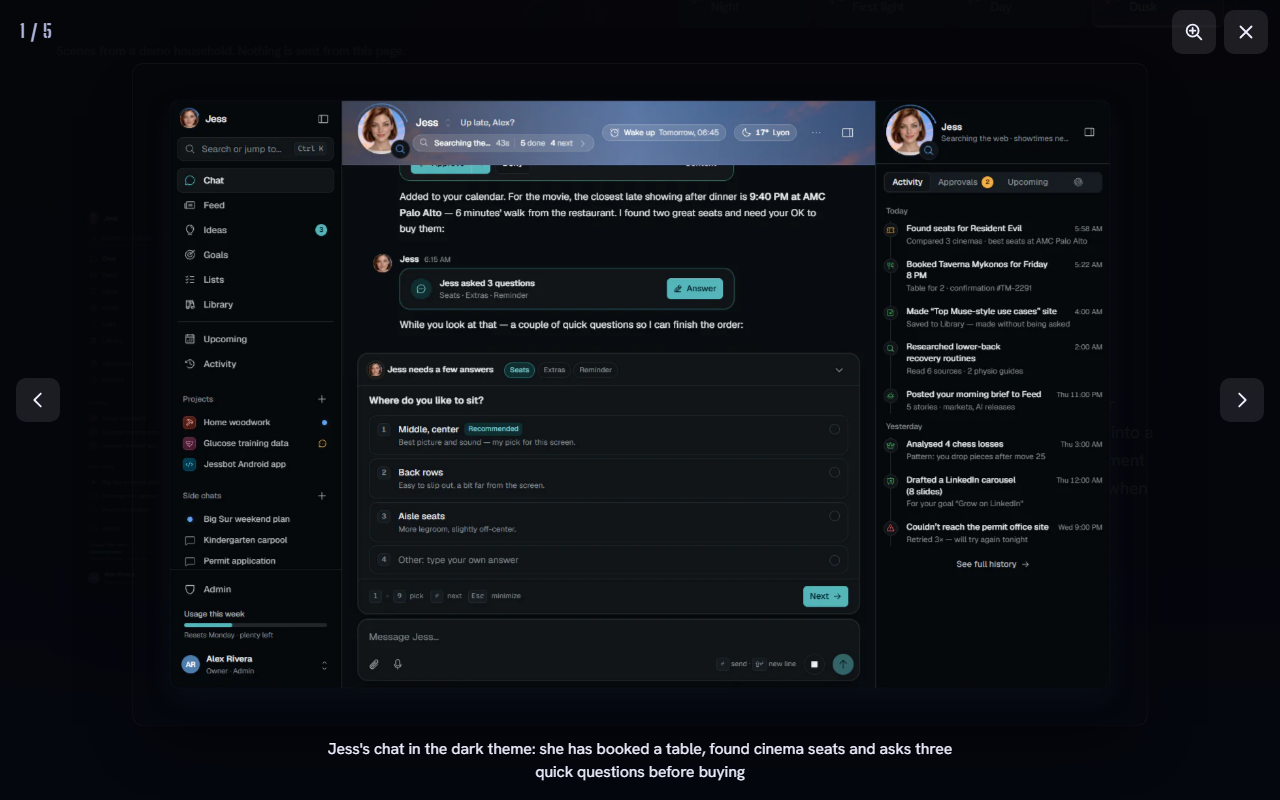 1 / 5
Jess
Search or jump to...
Ctrl K
Chat
Feed
Ideas
3
Goals
Lists
Library
Upcoming
Activity
Projects
Home woodwork
Glucose training data
Jessbot Android app
Side chats
Big Sur weekend plan
Kindergarten carpool
Permit application
Admin
Usage this week
Resets Monday · plenty left
AR
Alex Rivera
Owner · Admin
Jess
Up late, Alex?
Searching the... 43s 5 done 4 next
Wake up Tomorrow, 06:45
17° Lyon
Added to your calendar. For the movie, the closest late showing after dinner is 9:40 PM at AMC
Palo Alto — 6 minutes' walk from the restaurant. I found two great seats and need your OK to
buy them:
Jess 6:15 AM
Jess asked 3 questions
Seats · Extras · Reminder
Answer
While you look at that — a couple of quick questions so I can finish the order:
Jess needs a few answers
Seats
Extras
Reminder
Where do you like to sit?
1
Middle, center
Recommended
Best picture and sound — my pick for this screen.
2
Back rows
Easy to slip out, a bit far from the screen.
3
Aisle seats
More legroom, slightly off-center.
4
Other: type your own answer
1 - 9 pick next Esc minimize
Next →
Message Jess...
send · new line
Jess
Searching the web · showtimes ne...
Activity
Approvals 2
Upcoming
Today
Found seats for Resident Evil 5:58 AM
Compared 3 cinemas · best seats at AMC Palo Alto
Booked Taverna Mykonos for Friday 5:22 AM
8 PM
Table for 2 · confirmation #TM-2291
Made "Top Muse-style use cases" site 4:00 AM
Saved to Library — made without being asked
Researched lower-back 2:00 AM
recovery routines
Read 6 sources · 2 physio guides
Posted your morning brief to Feed Thu 11:00 PM
5 stories · markets, AI releases
Yesterday
Analysed 4 chess losses Thu 3:00 AM
Pattern: you drop pieces after move 25
Drafted a LinkedIn carousel Thu 12:00 AM
(8 slides)
For your goal "Grow on LinkedIn"
Couldn't reach the permit office site Wed 9:00 PM
Retried 3× — will try again tonight
See full history →
Jess's chat in the dark theme: she has booked a table, found cinema seats and asks three
quick questions before buying